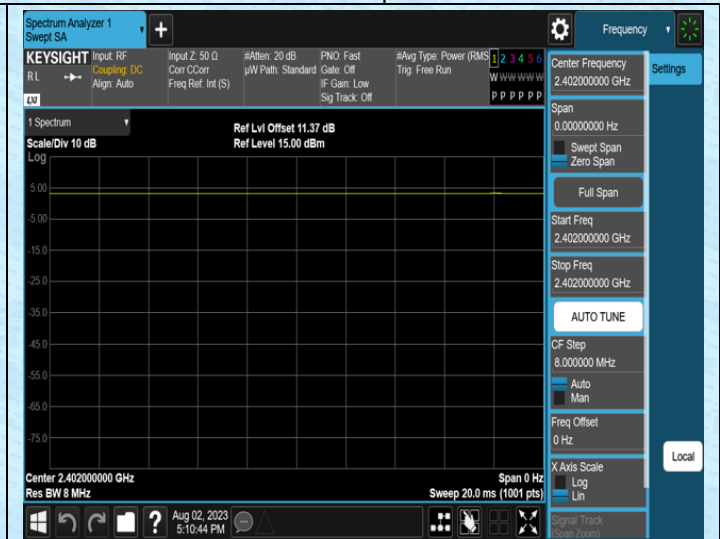 Spectrum Analyzer 1
Swept SA
+
Frequency
KEYSIGHT
R L
LXI
Input: RF
Coupling: DC
Align: Auto
Input Z: 50 Ω
Corr CCorr
Freq Ref: Int (S)
#Atten: 20 dB
µW Path: Standard
PNO: Fast
Gate: Off
IF Gain: Low
Sig Track: Off
#Avg Type: Power (RMS
Trig: Free Run
1 2 3 4 5 6
W W W W W W
P P P P P P
Center Frequency
2.402000000 GHz
Settings
Span
0.00000000 Hz
Swept Span
Zero Span
Full Span
Start Freq
2.402000000 GHz
Stop Freq
2.402000000 GHz
AUTO TUNE
CF Step
8.000000 MHz
Auto
Man
Freq Offset
0 Hz
X Axis Scale
Log
Lin
Signal Track
(Span Zoom)
Local
1 Spectrum
Scale/Div 10 dB
Log
Ref Lvl Offset 11.37 dB
Ref Level 15.00 dBm
5.00
-5.00
-15.0
-25.0
-35.0
-45.0
-55.0
-65.0
-75.0
Center 2.402000000 GHz
Res BW 8 MHz
Span 0 Hz
Sweep 20.0 ms (1001 pts)
?
Aug 02, 2023
5:10:44 PM